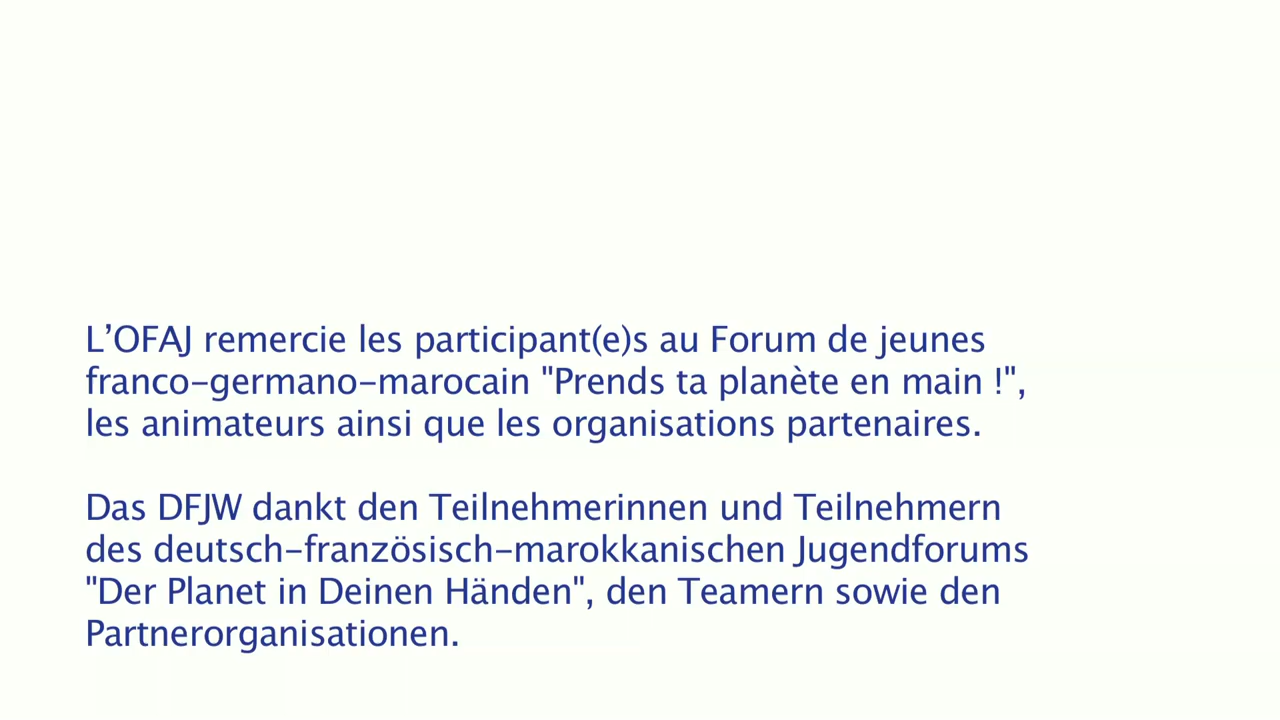 L’OFAJ remercie les participant(e)s au Forum de jeunes
franco-germano-marocain "Prends ta planète en main !",
les animateurs ainsi que les organisations partenaires.
Das DFJW dankt den Teilnehmerinnen und Teilnehmern
des deutsch-französisch-marokkanischen Jugendforums
"Der Planet in Deinen Händen", den Teamern sowie den
Partnerorganisationen.